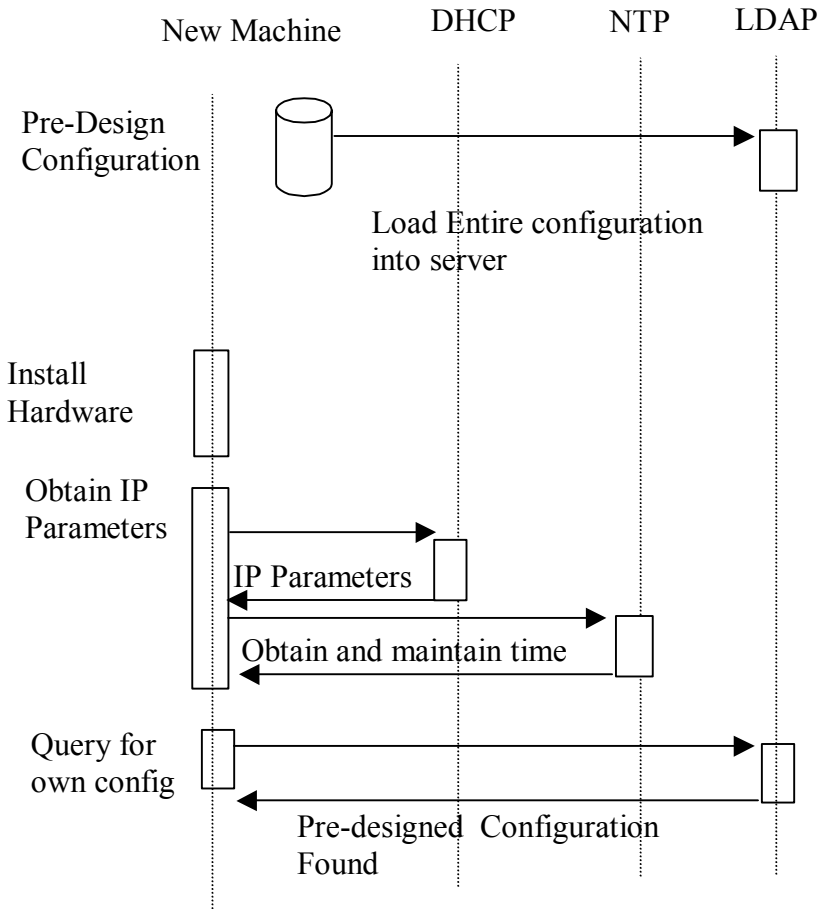 New Machine
DHCP
NTP
LDAP
Pre-Design
Configuration
Load Entire configuration
into server
Install
Hardware
Obtain IP
Parameters
IP Parameters
Obtain and maintain time
Query for
own config
Pre-designed Configuration
Found